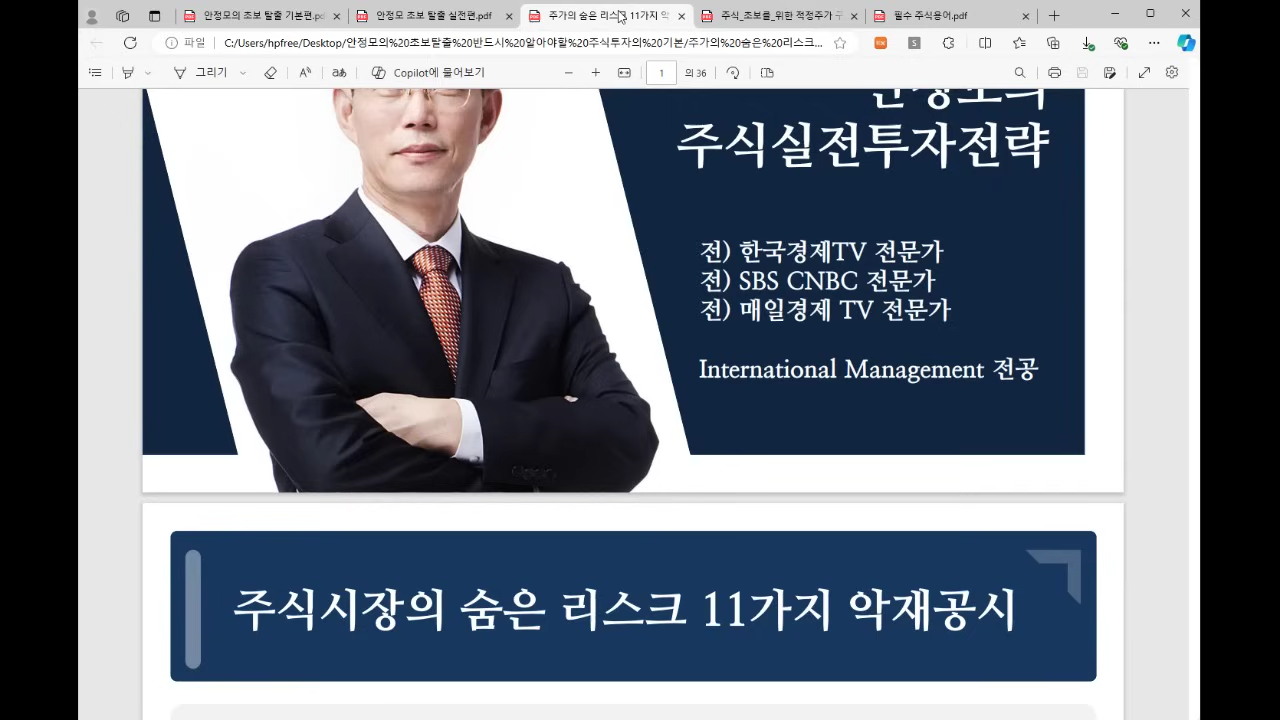 안정모의 초보 탈출 기본편.pd
안정모 초보 탈출 실전편.pdf
주가의 숨은 리스크 11가지 악
주식_초보를_위한 적정주가 구
필수 주식용어.pdf
파일
C:/Users/hpfree/Desktop/안정모의%20초보탈출%20반드시%20알아야할%20주식투자의%20기본/주가의%20숨은%20리스크...
그리기
Copilot에 물어보기
1 의 36
안정모의
주식실전투자전략
전) 한국경제TV 전문가
전) SBS CNBC 전문가
전) 매일경제 TV 전문가
International Management 전공
주식시장의 숨은 리스크 11가지 악재공시